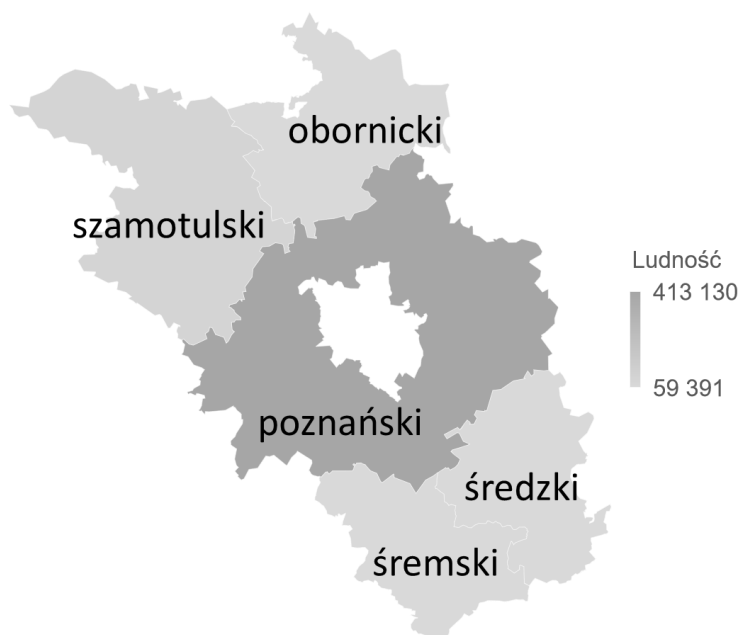 obornicki
szamotulski
Ludność
413 130
59 391
poznański
średzki
śremski